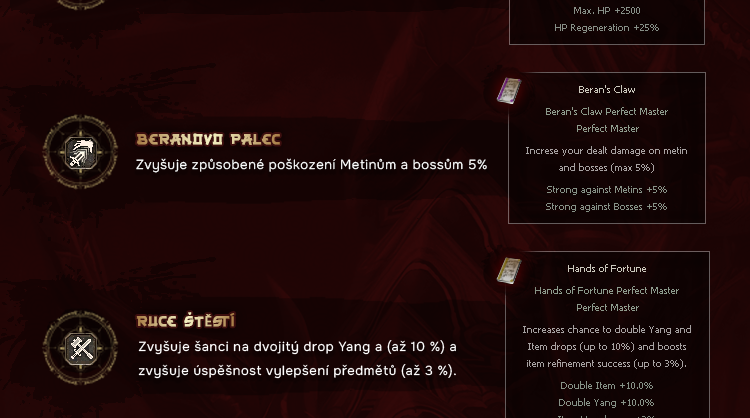 Max. HP +2500
HP Regeneration +25%
BERANOVO PALEC
Zvyšuje způsobené poškození Metinům a bossům 5%
Beran's Claw
Beran's Claw Perfect Master
Perfect Master
Increse your dealt damage on metin
and bosses (max 5%)
Strong against Metins +5%
Strong against Bosses +5%
RUCE ŠTĚSTÍ
Zvyšuje šanci na dvojitý drop Yang a (až 10 %) a
zvyšuje úspěšnost vylepšení předmětů (až 3 %).
Hands of Fortune
Hands of Fortune Perfect Master
Perfect Master
Increases chance to double Yang and
Item drops (up to 10%) and boosts
item refinement success (up to 3%).
Double Item +10.0%
Double Yang +10.0%